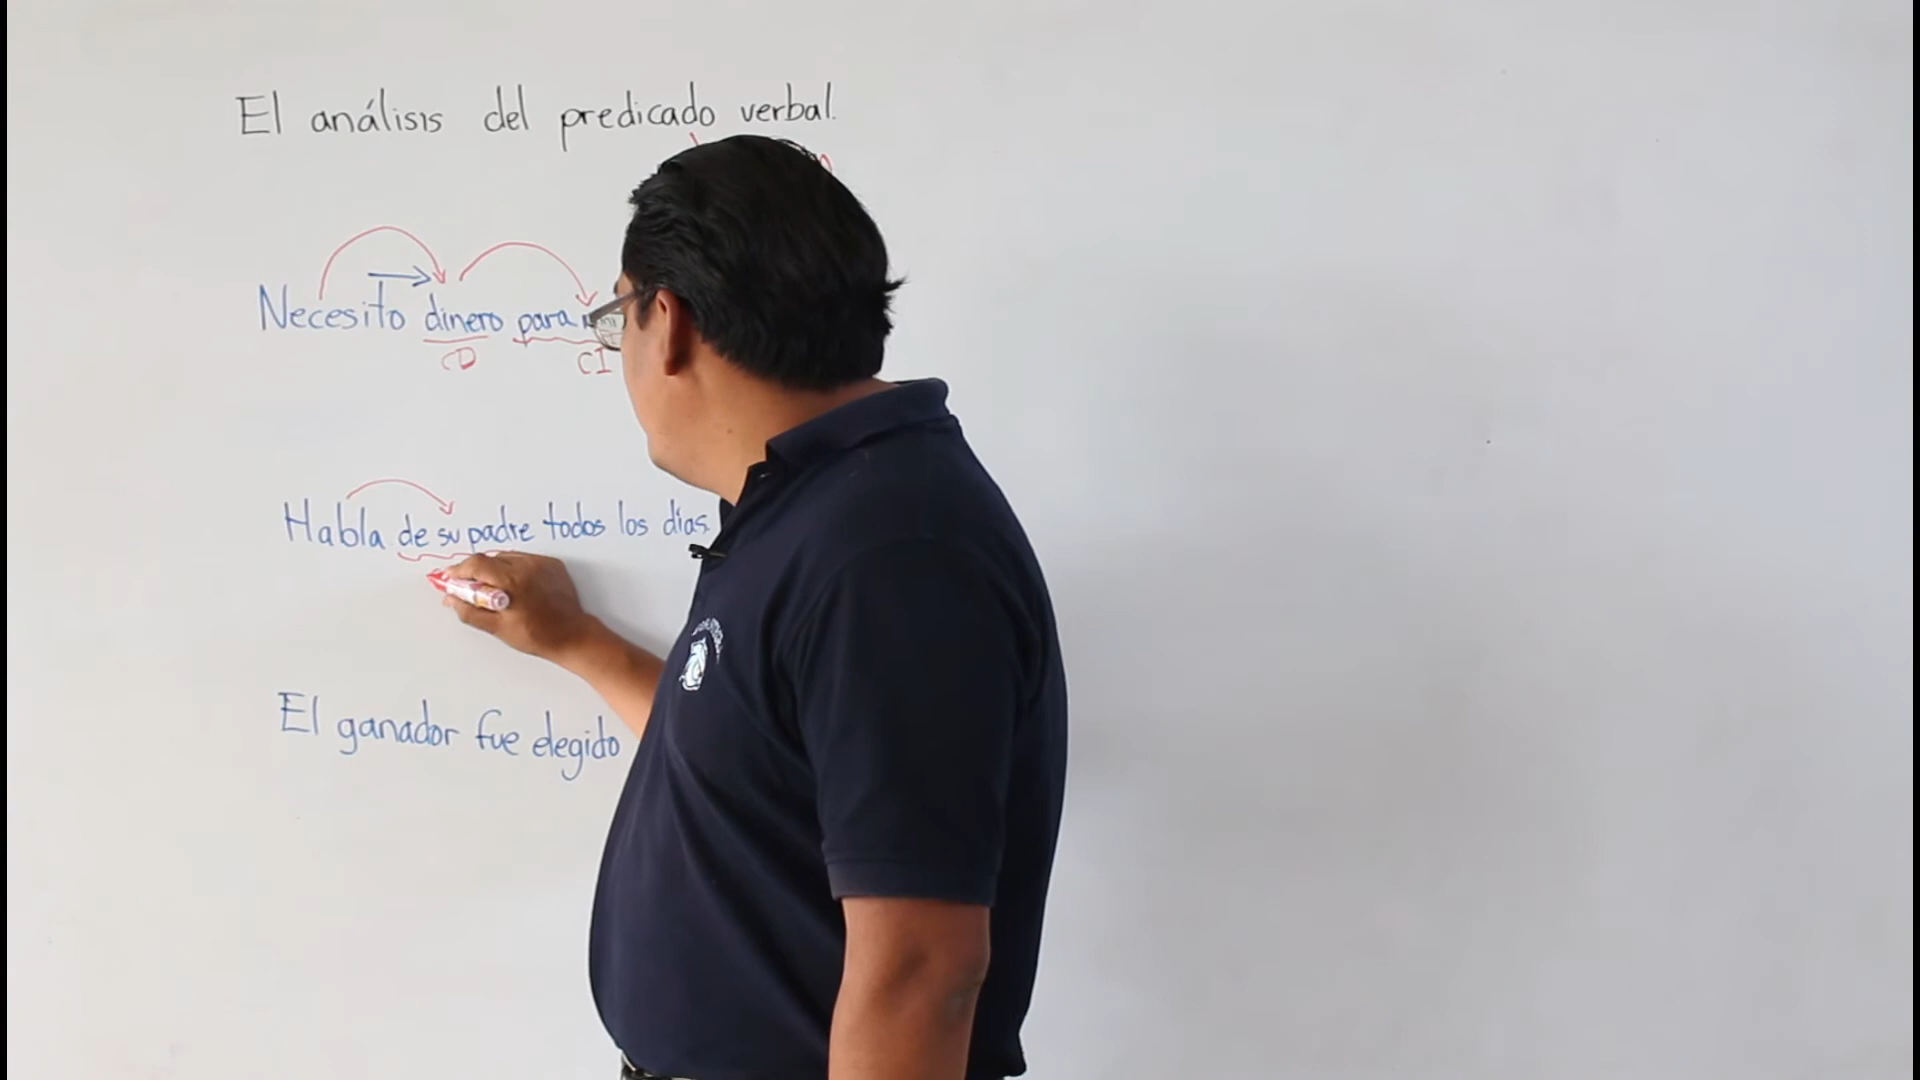 El análisis del predicado verbal.
Necesito dinero para
CD CI
Habla de su padre todos los días.
El ganador fue elegido